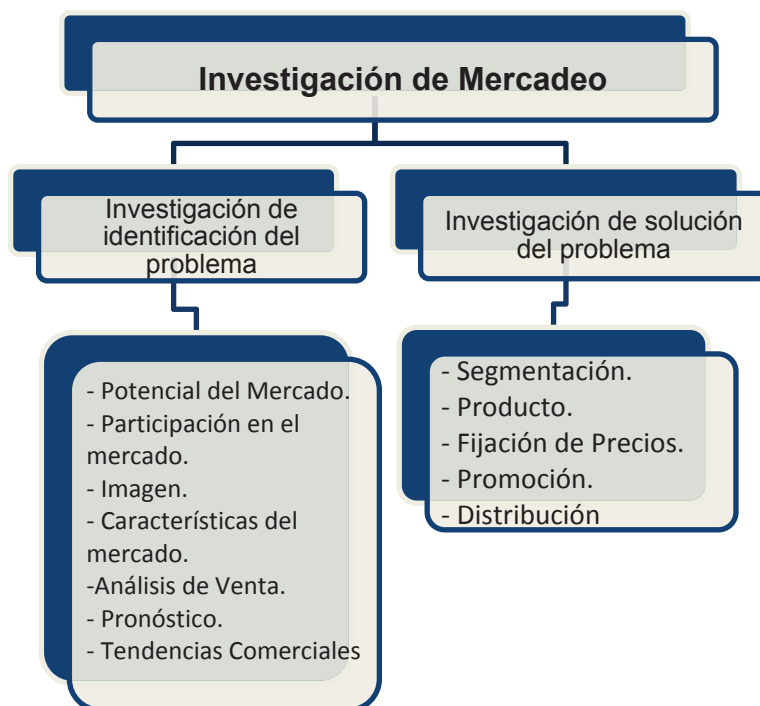 Investigación de Mercadeo
Investigación de
identificación del
problema
Investigación de solución
del problema
- Potencial del Mercado.
- Participación en el
mercado.
- Imagen.
- Características del
mercado.
-Análisis de Venta.
- Pronóstico.
- Tendencias Comerciales
- Segmentación.
- Producto.
- Fijación de Precios.
- Promoción.
- Distribución